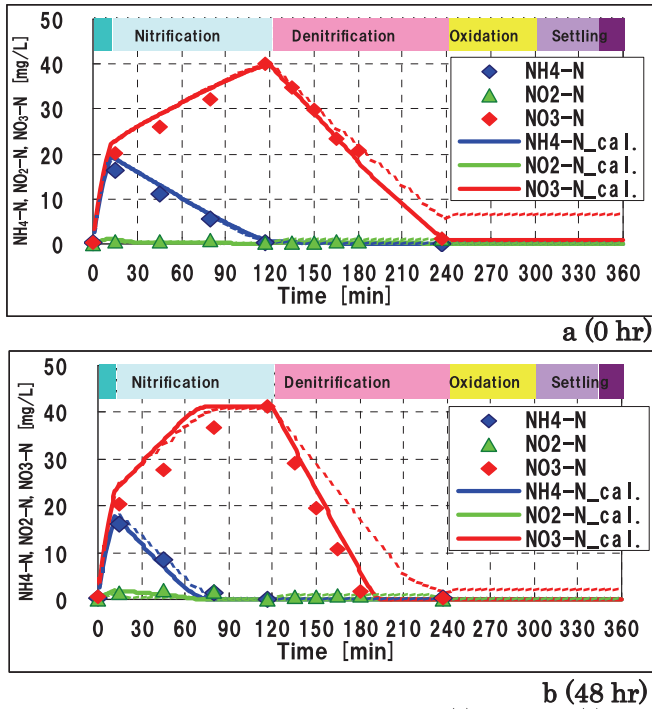 Nitrification Denitrification Oxidation Settling
NH₄-N, NO₂-N, NO₃-N [mg/L]
50
40
30
20
10
0
NH4-N
NO2-N
NO3-N
NH4-N_cal.
NO2-N_cal.
NO3-N_cal.
0 30 60 90 120 150 180 210 240 270 300 330 360
Time [min]
a (0 hr)
Nitrification Denitrification Oxidation Settling
NH4-N, NO2-N, NO3-N [mg/L]
50
40
30
20
10
0
NH4-N
NO2-N
NO3-N
NH4-N_cal.
NO2-N_cal.
NO3-N_cal.
0 30 60 90 120 150 180 210 240 270 300 330 360
Time [min]
b (48 hr)